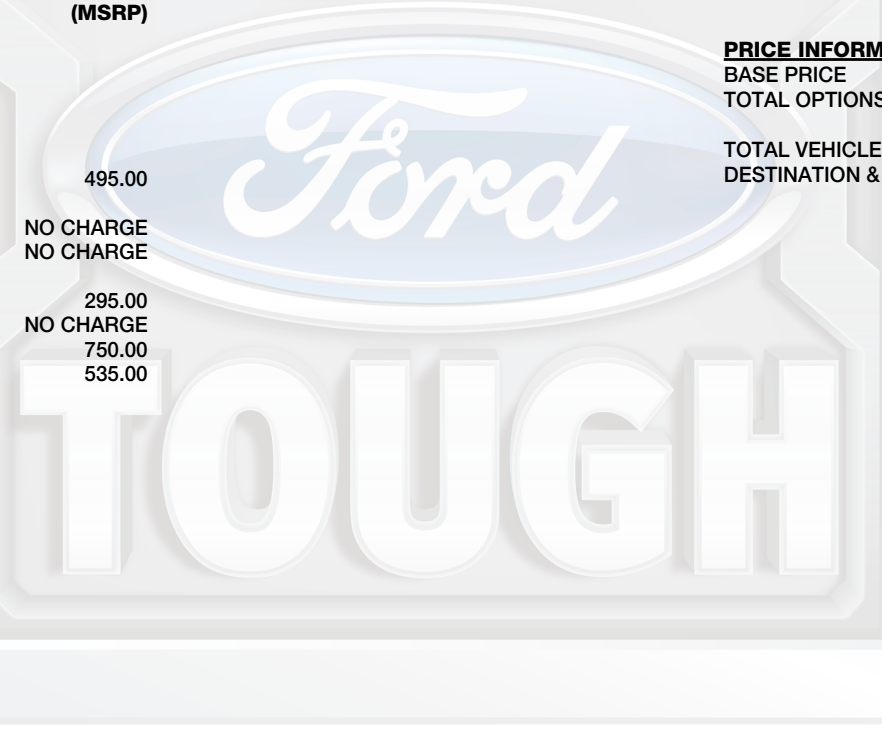 (MSRP)
495.00
NO CHARGE
NO CHARGE
295.00
NO CHARGE
750.00
535.00
PRICE INFORM
BASE PRICE
TOTAL OPTIONS
TOTAL VEHICLE
DESTINATION &
Ford
TOUGH